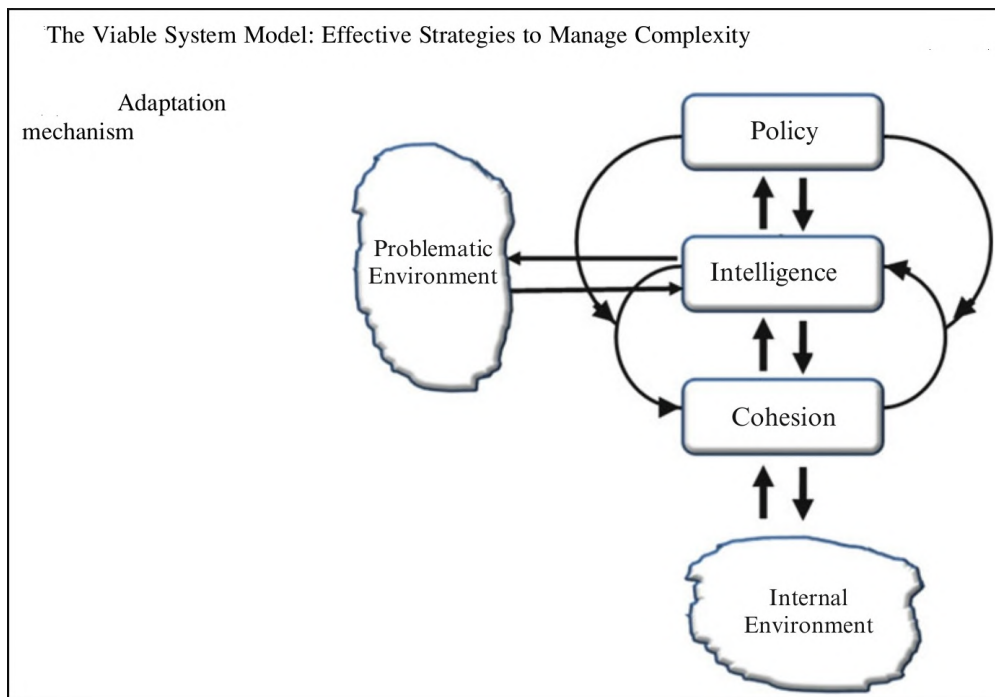 The Viable System Model: Effective Strategies to Manage Complexity
Adaptation
mechanism
Policy
Problematic
Environment
Intelligence
Cohesion
Internal
Environment